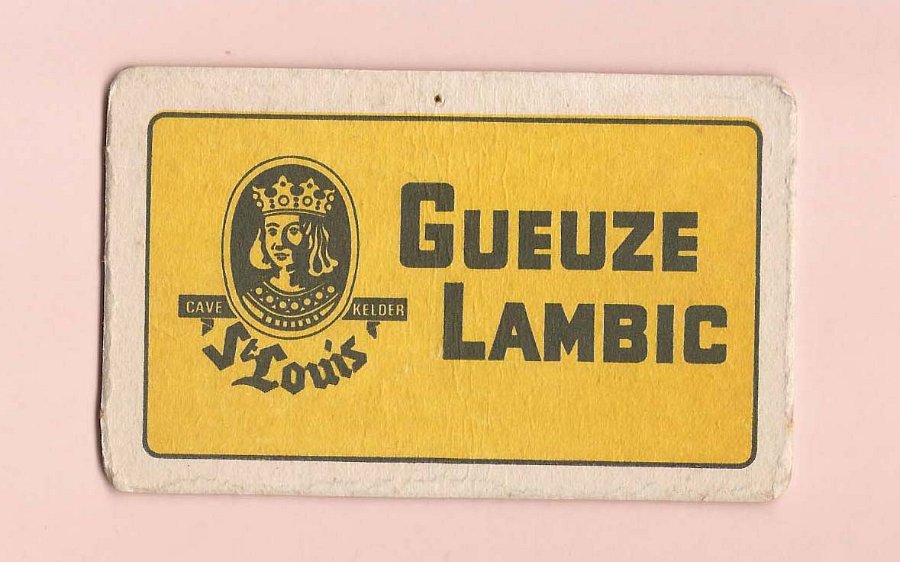 GUEUZE
LAMBIC
CAVE KELDER
St Louis